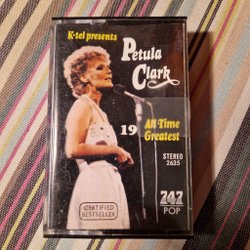 K-tel presents
Petula
Clark
19
All Time
Greatest
STEREO
2635
CERTIFIED
BESTSELLER
747
POP